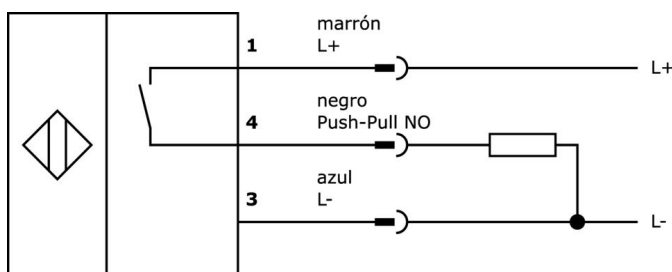 marrón
1 L+
L+
negro
4 Push-Pull NO
azul
3 L-
L-